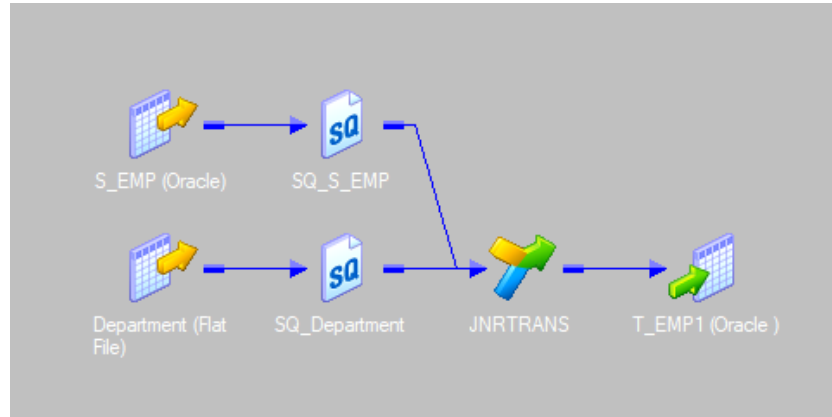 SQ
S_EMP (Oracle)
SQ_S_EMP
SQ
Department (Flat
File)
SQ_Department
JNRTRANS
T_EMP1 (Oracle )